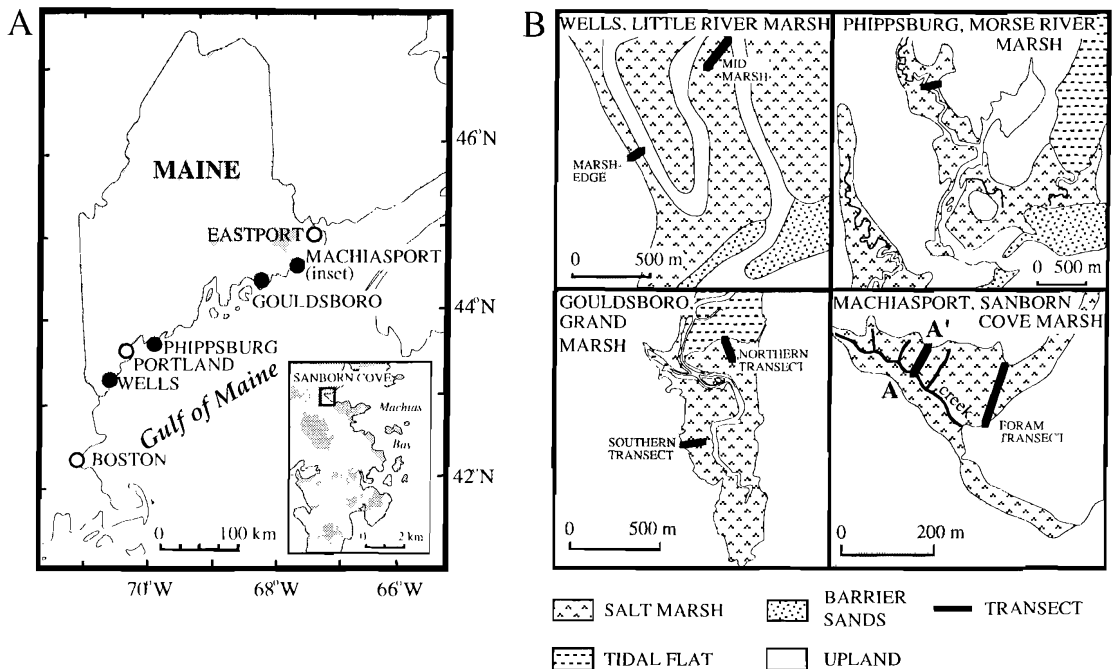 A
MAINE
EASTPORT
MACHIASPORT
(inset)
GOULDSBORO
PHIPPSBURG
PORTLAND
WELLS
BOSTON
Gulf of Maine
46°N
44°N
42°N
70°W
68°W
66°W
0 100 km
SANBORN COVE
Machias
Bay
0 2 km
B
WELLS, LITTLE RIVER MARSH
MID
MARSH
MARSH-
EDGE
0 500 m
PHIPPSBURG, MORSE RIVER
MARSH
0 500 m
GOULDSBORO
GRAND
MARSH
NORTHERN
TRANSECT
SOUTHERN
TRANSECT
0 500 m
MACHIASPORT, SANBORN
COVE MARSH
A'
A
creek
FORAM
TRANSECT
0 200 m
SALT MARSH
BARRIER
SANDS
TRANSECT
TIDAL FLAT
UPLAND